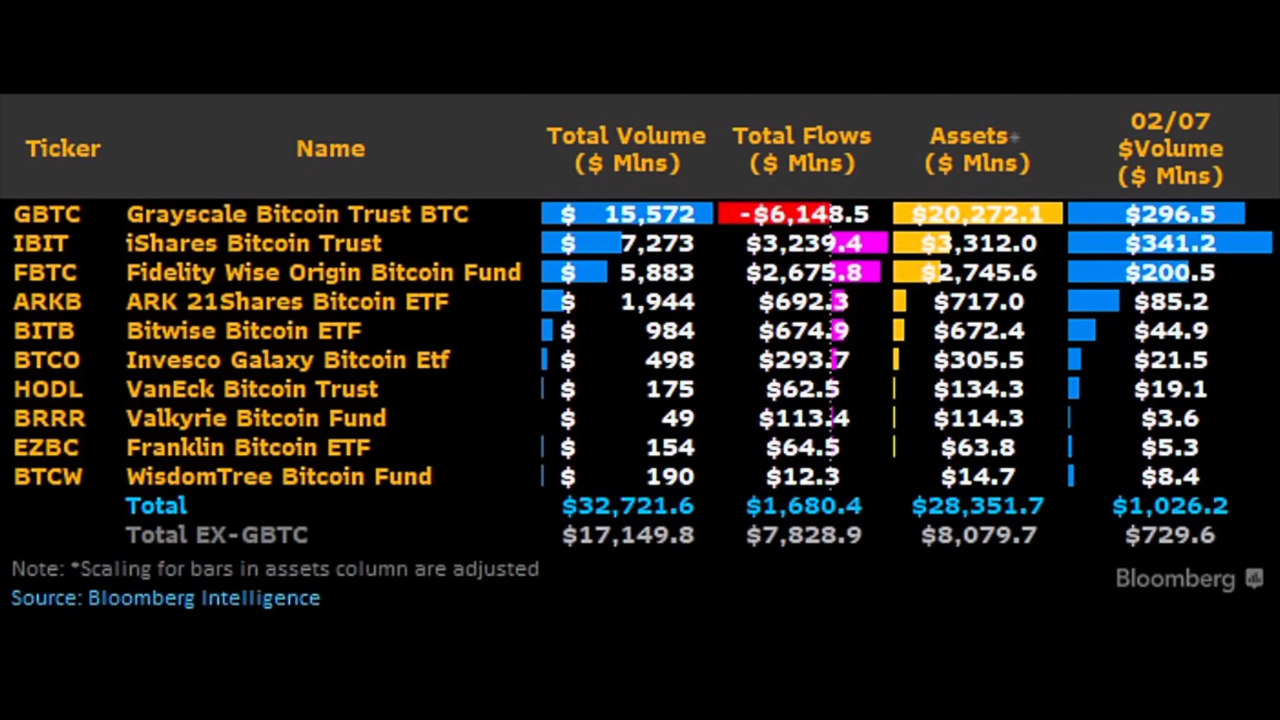 Ticker Name Total Volume ($ Mlns) Total Flows ($ Mlns) Assets* ($ Mlns) 02/07 $Volume ($ Mlns)
GBTC Grayscale Bitcoin Trust BTC $ 15,572 -$6,148.5 $20,272.1 $296.5
IBIT iShares Bitcoin Trust $ 7,273 $3,239.4 $3,312.0 $341.2
FBTC Fidelity Wise Origin Bitcoin Fund $ 5,883 $2,675.8 $2,745.6 $200.5
ARKB ARK 21Shares Bitcoin ETF $ 1,944 $692.3 $717.0 $85.2
BITB Bitwise Bitcoin ETF $ 984 $674.9 $672.4 $44.9
BTCO Invesco Galaxy Bitcoin Etf $ 498 $293.7 $305.5 $21.5
HODL VanEck Bitcoin Trust $ 175 $62.5 $134.3 $19.1
BRRR Valkyrie Bitcoin Fund $ 49 $113.4 $114.3 $3.6
EZBC Franklin Bitcoin ETF $ 154 $64.5 $63.8 $5.3
BTCW WisdomTree Bitcoin Fund $ 190 $12.3 $14.7 $8.4
Total $32,721.6 $1,680.4 $28,351.7 $1,026.2
Total EX-GBTC $17,149.8 $7,828.9 $8,079.7 $729.6
Note: *Scaling for bars in assets column are adjusted
Source: Bloomberg Intelligence
Bloomberg